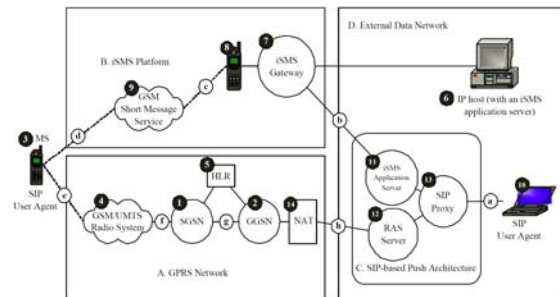 D. External Data Network
B. iSMS Platform
8
7
iSMS
Gateway
9
GSM
Short Message
Service
c
d
b
6 IP host (with an iSMS
application server)
3 MS
SIP
User Agent
e
5
HLR
4
GSM/UMTS
Radio System
f
1
SGSN
g
2
GGSN
14
NAT
b
A. GPRS Network
11
iSMS
Application
Server
13
SIP
Proxy
12
RAS
Server
C. SIP-based Push Architecture
a
10
SIP
User Agent